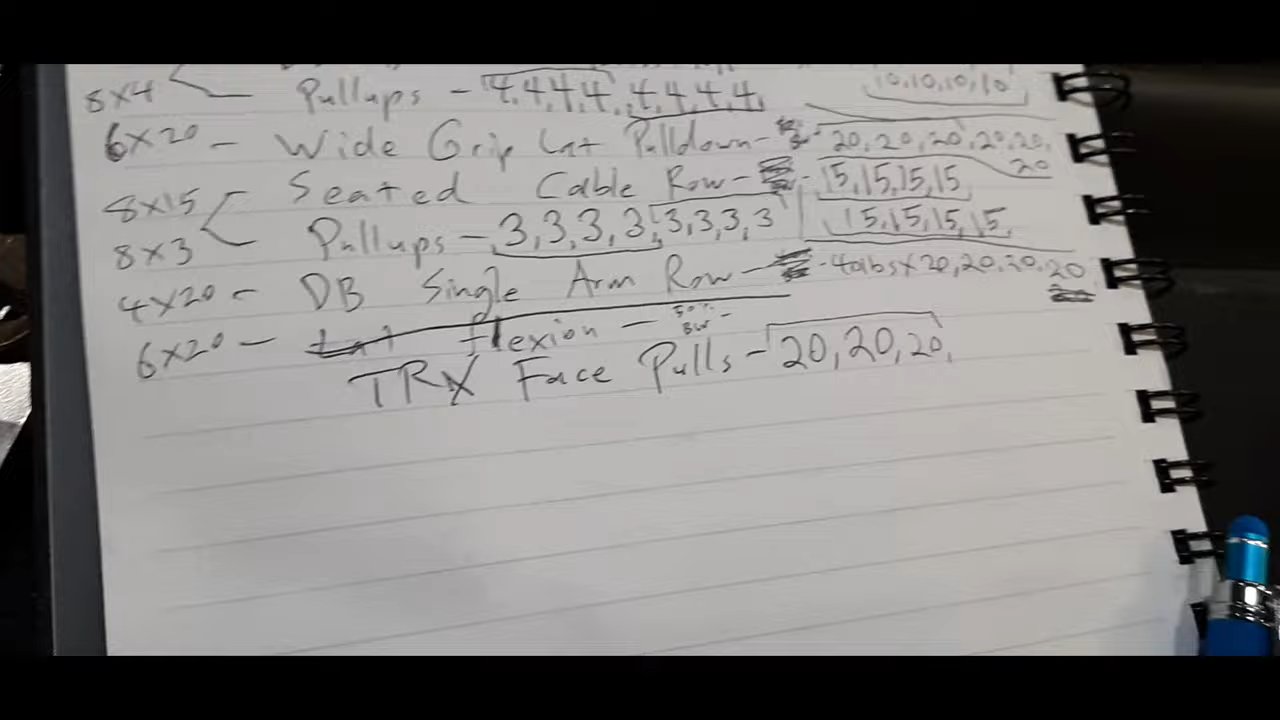 10,10,10,10
8x4 Pullups - 4,4,4,4,4,4,4,4,
6x20 - Wide Grip Lat Pulldown - 20,20,20,20,20,
20
8x15 Seated Cable Row - 15,15,15,15
15,15,15,15,
8x3 Pullups - 3,3,3,3,3,3,3,3
4x20 - DB Single Arm Row - 40lbs x 20,20,20,20
6x20 - Lat flexion - 50% BW -
TRX Face Pulls - 20,20,20,